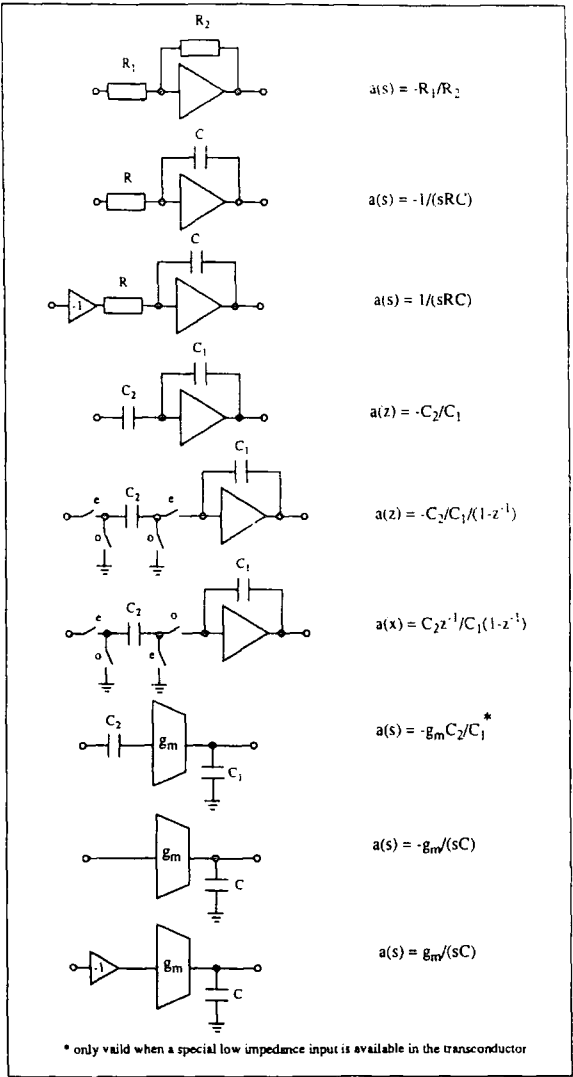 R₂
R₁
a(s) = -R₁/R₂
C
R
a(s) = -1/(sRC)
C
-1
R
a(s) = 1/(sRC)
C₁
C₂
a(z) = -C₂/C₁
C₁
e
C₂
e
o
o
a(z) = -C₂/C₁/(1-z⁻¹)
C₁
e
C₂
o
o
e
a(x) = C₂z⁻¹/C₁(1-z⁻¹)
C₂
gₘ
C₁
a(s) = -gₘC₂/C₁*
gₘ
C
a(s) = -gₘ/(sC)
-1
gₘ
C
a(s) = gₘ/(sC)
* only vaild when a special low impedance input is available in the transconductor